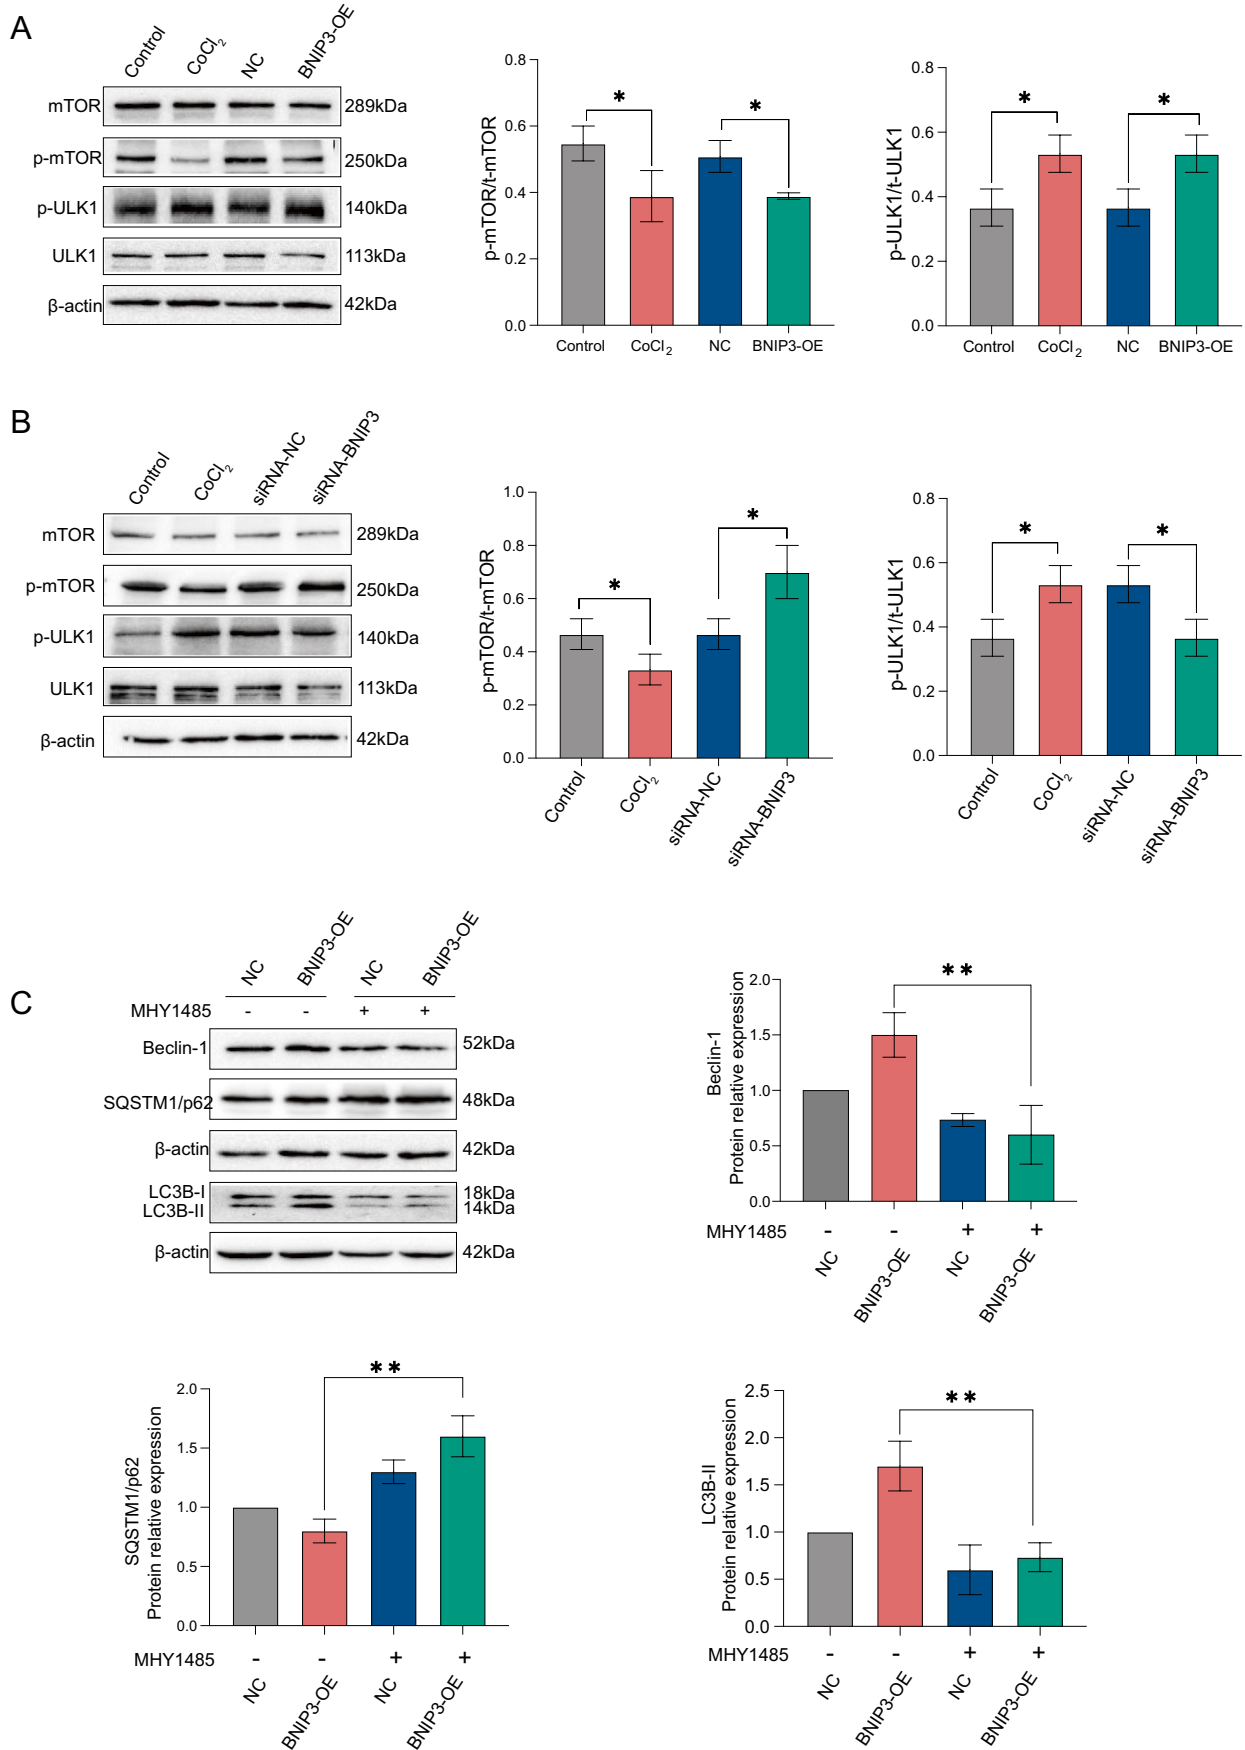 A
Control CoCl2 NC BNIP3-OE
mTOR 289kDa
p-mTOR 250kDa
p-ULK1 140kDa
ULK1 113kDa
β-actin 42kDa
p-mTOR/t-mTOR
0.8
0.6
0.4
0.2
0.0
* *
Control CoCl2 NC BNIP3-OE
p-ULK1/t-ULK1
0.8
0.6
0.4
0.2
0.0
* *
Control CoCl2 NC BNIP3-OE
B
Control CoCl2 siRNA-NC siRNA-BNIP3
mTOR 289kDa
p-mTOR 250kDa
p-ULK1 140kDa
ULK1 113kDa
β-actin 42kDa
p-mTOR/t-mTOR
1.0
0.8
0.6
0.4
0.2
0.0
* *
Control CoCl2 siRNA-NC siRNA-BNIP3
p-ULK1/t-ULK1
0.8
0.6
0.4
0.2
0.0
* *
Control CoCl2 siRNA-NC siRNA-BNIP3
C
NC BNIP3-OE NC BNIP3-OE
MHY1485 - - + +
Beclin-1 52kDa
SQSTM1/p62 48kDa
β-actin 42kDa
LC3B-I 18kDa
LC3B-II 14kDa
β-actin 42kDa
Beclin-1
Protein relative expression
2.0
1.5
1.0
0.5
0.0
**
MHY1485 - - + +
NC BNIP3-OE NC BNIP3-OE
SQSTM1/p62
Protein relative expression
2.0
1.5
1.0
0.5
0.0
**
MHY1485 - - + +
NC BNIP3-OE NC BNIP3-OE
LC3B-II
Protein relative expression
2.5
2.0
1.5
1.0
0.5
0.0
**
MHY1485 - - + +
NC BNIP3-OE NC BNIP3-OE